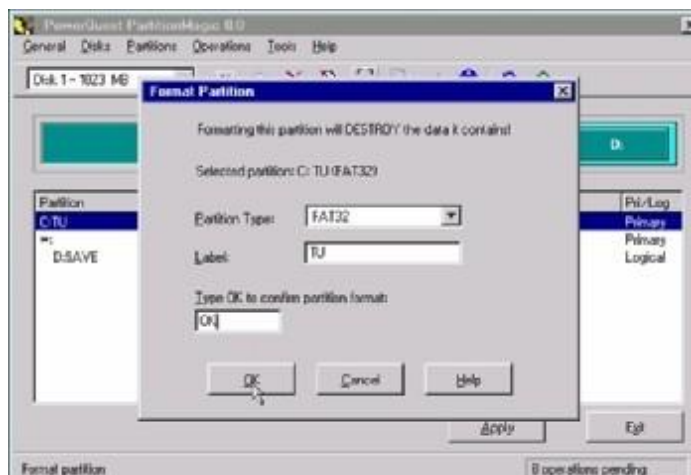 PowerQuest PartitionMagic 8.0
General Disks Partitions Operations Tools Help
Disk 1 - 1023 MB
Format Partition
Formatting this partition will DESTROY the data it contains!
D:
Selected partition: C: TU (FAT32)
Partition
Pri/Log
C:TU
Partition Type:
FAT32
Primary
*:
Primary
D:SAVE
Label:
TU
Logical
Type OK to confirm partition format:
OK
OK
Cancel
Help
Apply
Exit
Format partition
0 operations pending